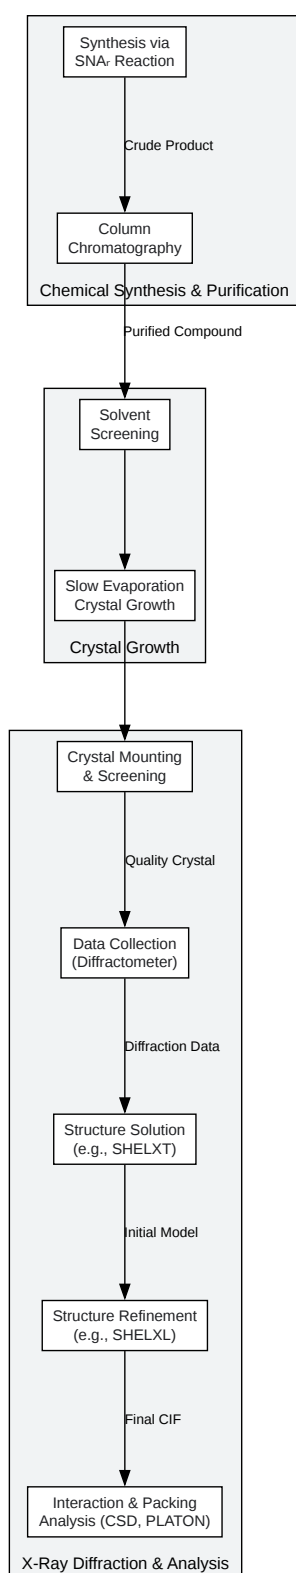 Synthesis via
SNAᵣ Reaction
Crude Product
Column
Chromatography
Chemical Synthesis & Purification
Purified Compound
Solvent
Screening
Slow Evaporation
Crystal Growth
Crystal Growth
Crystal Mounting
& Screening
Quality Crystal
Data Collection
(Diffractometer)
Diffraction Data
Structure Solution
(e.g., SHELXT)
Initial Model
Structure Refinement
(e.g., SHELXL)
Final CIF
Interaction & Packing
Analysis (CSD, PLATON)
X-Ray Diffraction & Analysis